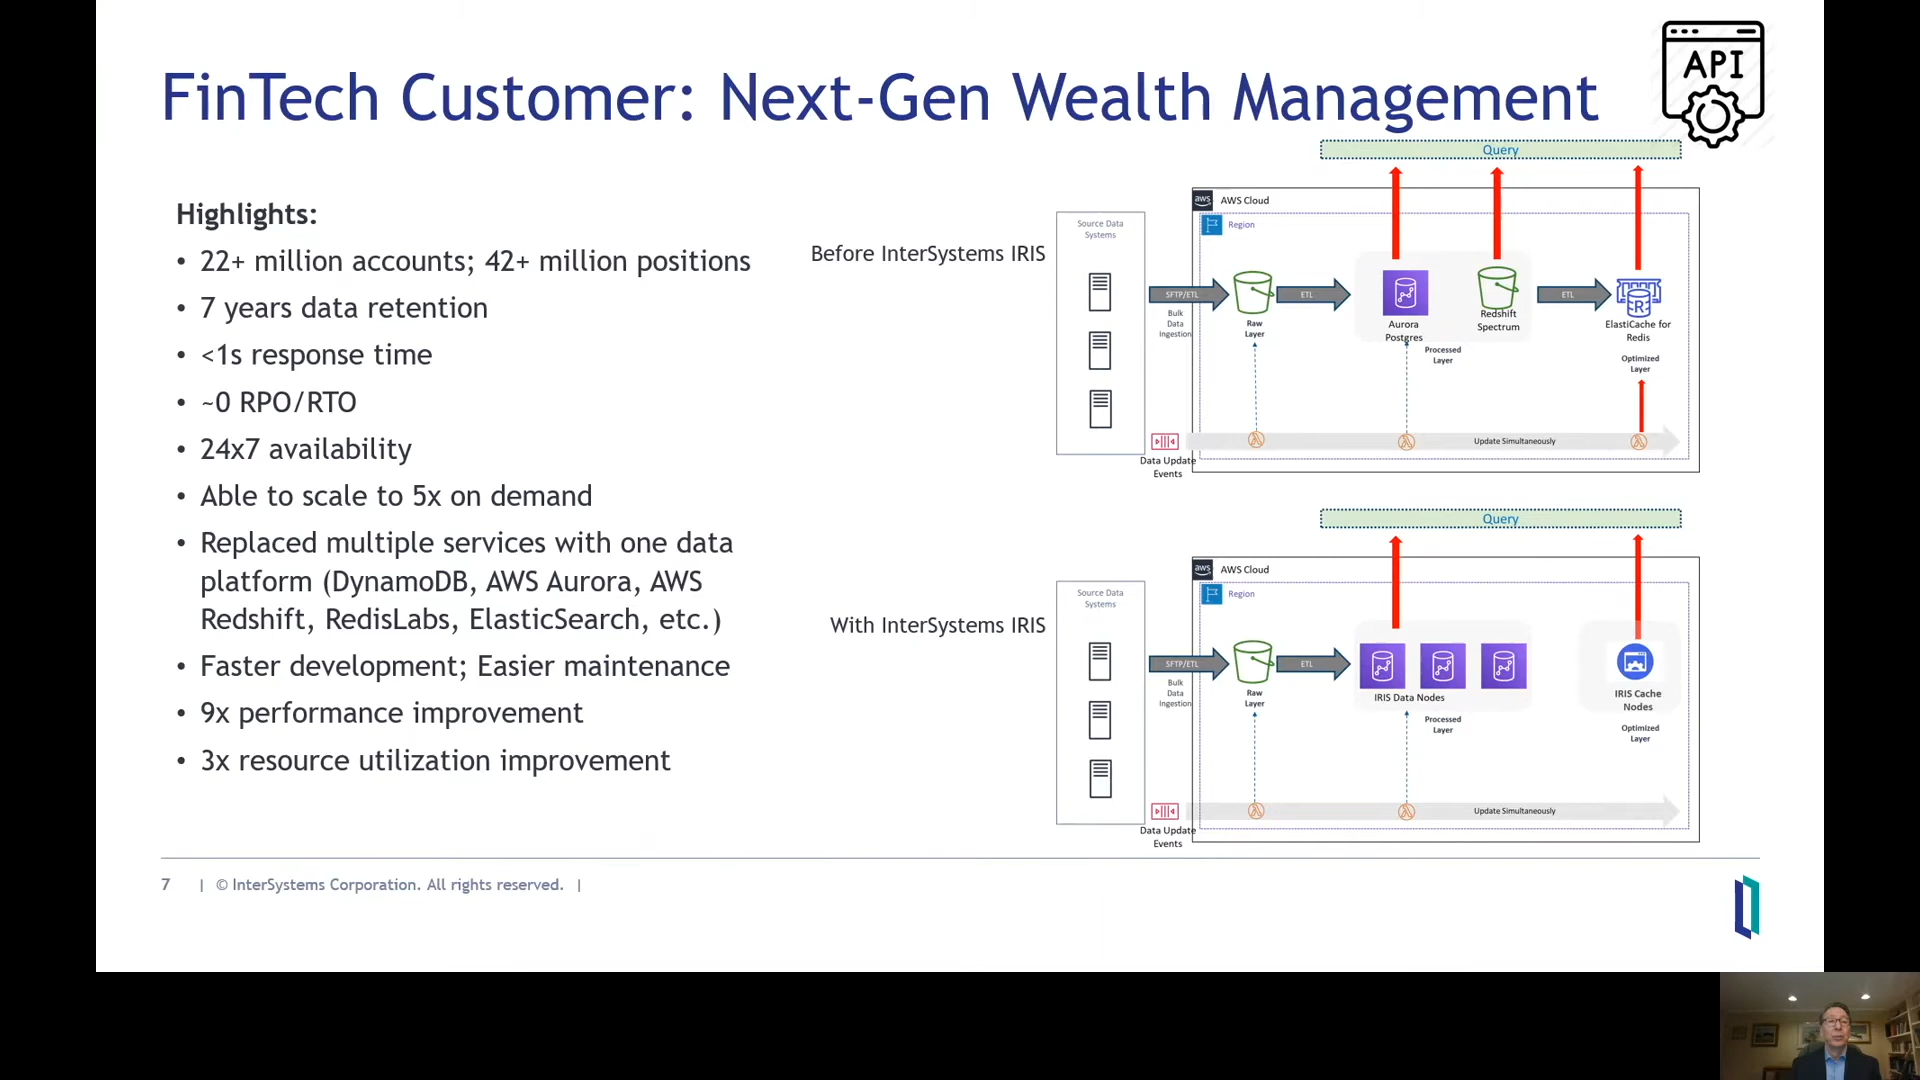 FinTech Customer: Next-Gen Wealth Management
API
Highlights:
• 22+ million accounts; 42+ million positions
• 7 years data retention
• <1s response time
• ~0 RPO/RTO
• 24x7 availability
• Able to scale to 5x on demand
• Replaced multiple services with one data
platform (DynamoDB, AWS Aurora, AWS
Redshift, RedisLabs, ElasticSearch, etc.)
• Faster development; Easier maintenance
• 9x performance improvement
• 3x resource utilization improvement
Before InterSystems IRIS
Query
aws
AWS Cloud
Region
Source Data
Systems
SFTP/ETL
Bulk
Data
Ingestion
Raw
Layer
ETL
Aurora
Postgres
Redshift
Spectrum
Processed
Layer
ETL
R
ElastiCache for
Redis
Optimized
Layer
Update Simultaneously
Data Update
Events
With InterSystems IRIS
Query
aws
AWS Cloud
Region
Source Data
Systems
SFTP/ETL
Bulk
Data
Ingestion
Raw
Layer
ETL
IRIS Data Nodes
Processed
Layer
IRIS Cache
Nodes
Optimized
Layer
Update Simultaneously
Data Update
Events
7 | © InterSystems Corporation. All rights reserved. |